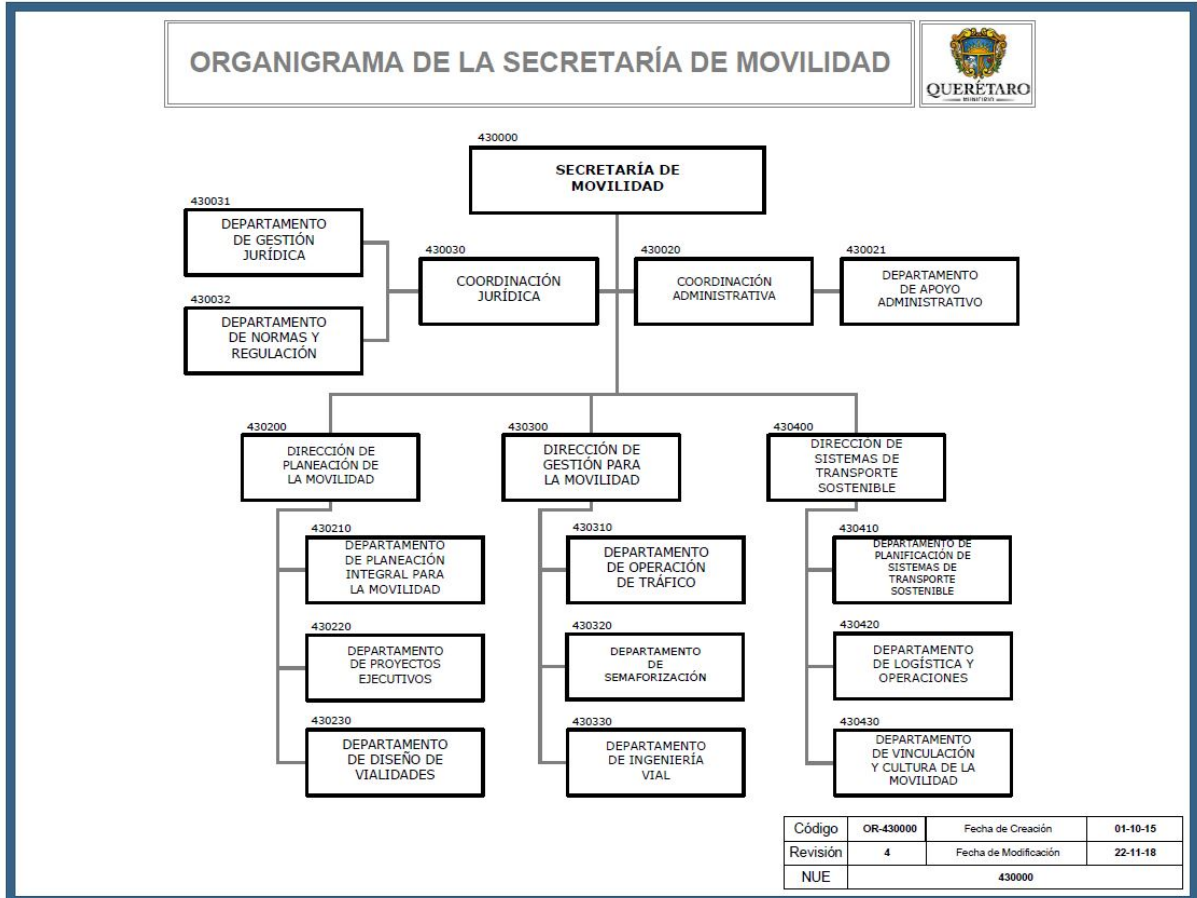 ORGANIGRAMA DE LA SECRETARÍA DE MOVILIDAD
QUERÉTARO
MUNICIPIO
430000
SECRETARÍA DE
MOVILIDAD
430031
DEPARTAMENTO
DE GESTIÓN
JURÍDICA
430032
DEPARTAMENTO
DE NORMAS Y
REGULACIÓN
430030
COORDINACIÓN
JURÍDICA
430020
COORDINACIÓN
ADMINISTRATIVA
430021
DEPARTAMENTO
DE APOYO
ADMINISTRATIVO
430200
DIRECCIÓN DE
PLANEACIÓN DE
LA MOVILIDAD
430210
DEPARTAMENTO
DE PLANEACIÓN
INTEGRAL PARA
LA MOVILIDAD
430220
DEPARTAMENTO
DE PROYECTOS
EJECUTIVOS
430230
DEPARTAMENTO
DE DISEÑO DE
VIALIDADES
430300
DIRECCIÓN DE
GESTIÓN PARA
LA MOVILIDAD
430310
DEPARTAMENTO
DE OPERACIÓN
DE TRÁFICO
430320
DEPARTAMENTO
DE
SEMAFORIZACIÓN
430330
DEPARTAMENTO
DE INGENIERÍA
VIAL
430400
DIRECCIÓN DE
SISTEMAS DE
TRANSPORTE
SOSTENIBLE
430410
DEPARTAMENTO DE
PLANIFICACIÓN DE
SISTEMAS DE
TRANSPORTE
SOSTENIBLE
430420
DEPARTAMENTO
DE LOGÍSTICA Y
OPERACIONES
430430
DEPARTAMENTO
DE VINCULACIÓN
Y CULTURA DE LA
MOVILIDAD
Código OR-430000 Fecha de Creación 01-10-15
Revisión 4 Fecha de Modificación 22-11-18
NUE 430000